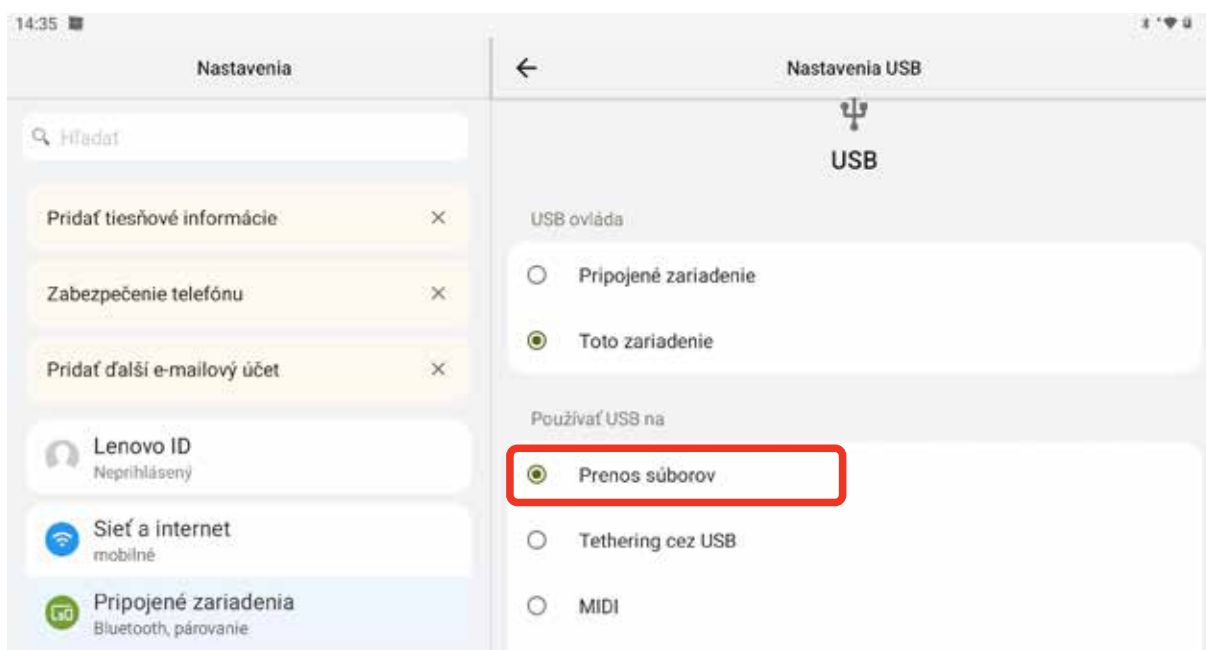 14:35
Nastavenia
Hľadať
Pridať tiesňové informácie
Zabezpečenie telefónu
Pridať ďalší e-mailový účet
Lenovo ID
Neprihlásený
Sieť a internet
mobilné
Pripojené zariadenia
Bluetooth, párovanie
Nastavenia USB
USB
USB ovláda
Pripojené zariadenie
Toto zariadenie
Používať USB na
Prenos súborov
Tethering cez USB
MIDI